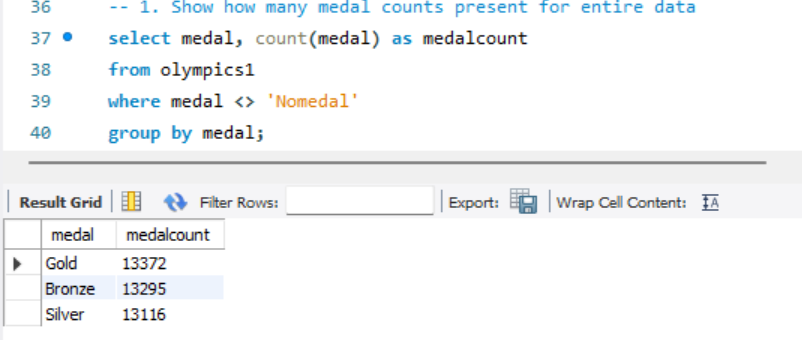 36 -- 1. Show how many medal counts present for entire data
37 select medal, count(medal) as medalcount
38 from olympics1
39 where medal <> 'Nomedal'
40 group by medal;
Result Grid Filter Rows: Export: Wrap Cell Content: IA
medal medalcount
Gold 13372
Bronze 13295
Silver 13116